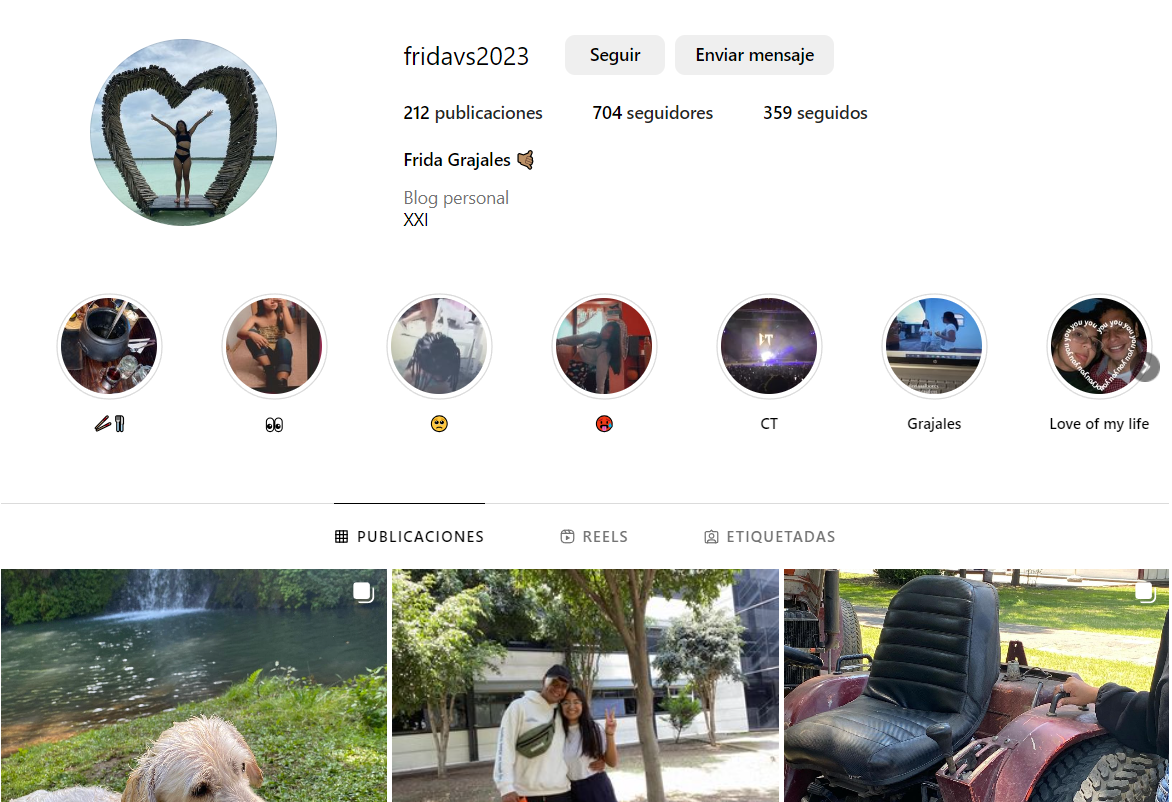 fridavs2023 Seguir Enviar mensaje
212 publicaciones 704 seguidores 359 seguidos
Frida Grajales 🤙🏽
Blog personal
XXI
CT Grajales Love of my life
PUBLICACIONES REELS ETIQUETADAS